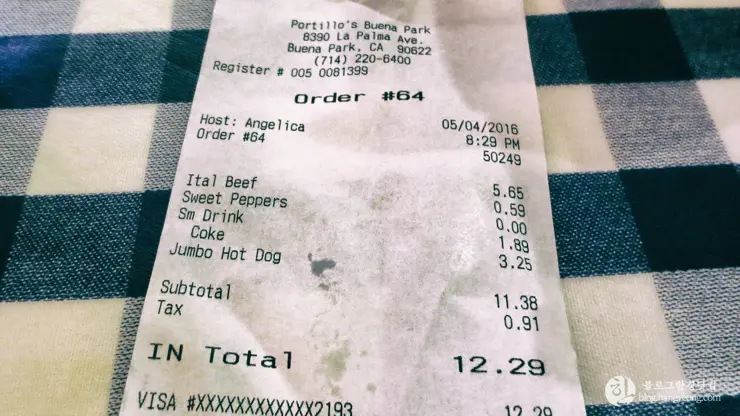 Portillo's Buena Park
8390 La Palma Ave.
Buena Park, CA 90622
(714) 220-6400
Register # 005 0081399
Order #64
Host: Angelica 05/04/2016
Order #64 8:29 PM
50249
Ital Beef 5.65
Sweet Peppers 0.59
Sm Drink 0.00
Coke 1.89
Jumbo Hot Dog 3.25
Subtotal 11.38
Tax 0.91
IN Total 12.29
VISA #XXXXXXXXXXXX2193 12.29